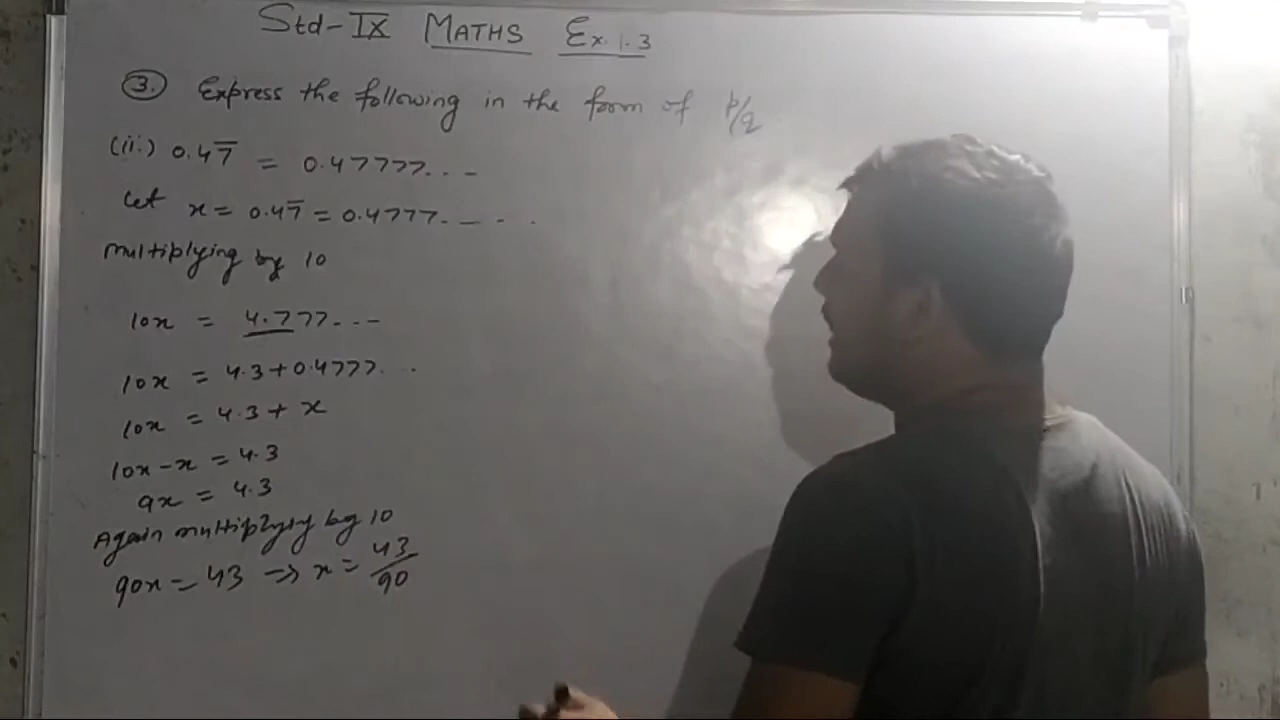 Std-IX MATHS Ex. 1.3
3. Express the following in the form of p/q
(ii.) 0.47̅ = 0.47777...-
Let x = 0.47̅ = 0.4777.----.
multiplying by 10
10x = 4.777---
10x = 4.3+0.4777..
10x = 4.3+ x
10x-x = 4.3
9x = 4.3
Again multiplying by 10
90x = 43 => x = 43/90